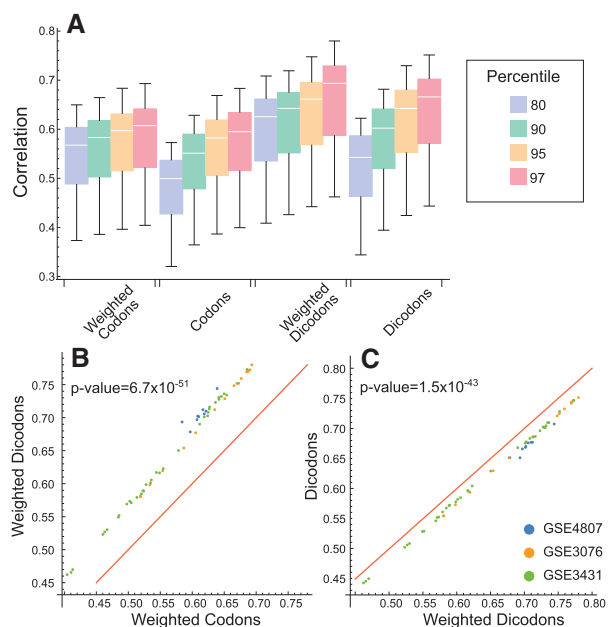 A
0.8
0.7
0.6
0.5
0.4
0.3
Correlation
Weighted
Codons
Codons
Weighted
Dicodons
Dicodons
Percentile
80
90
95
97
B
p-value=6.7x10-51
0.75
0.70
0.65
0.60
0.55
0.50
0.45
Weighted Dicodons
0.45 0.50 0.55 0.60 0.65 0.70 0.75
Weighted Codons
C
p-value=1.5x10-43
0.80
0.75
0.70
0.65
0.60
0.55
0.50
0.45
Dicodons
GSE4807
GSE3076
GSE3431
0.50 0.55 0.60 0.65 0.70 0.75 0.80
Weighted Dicodons